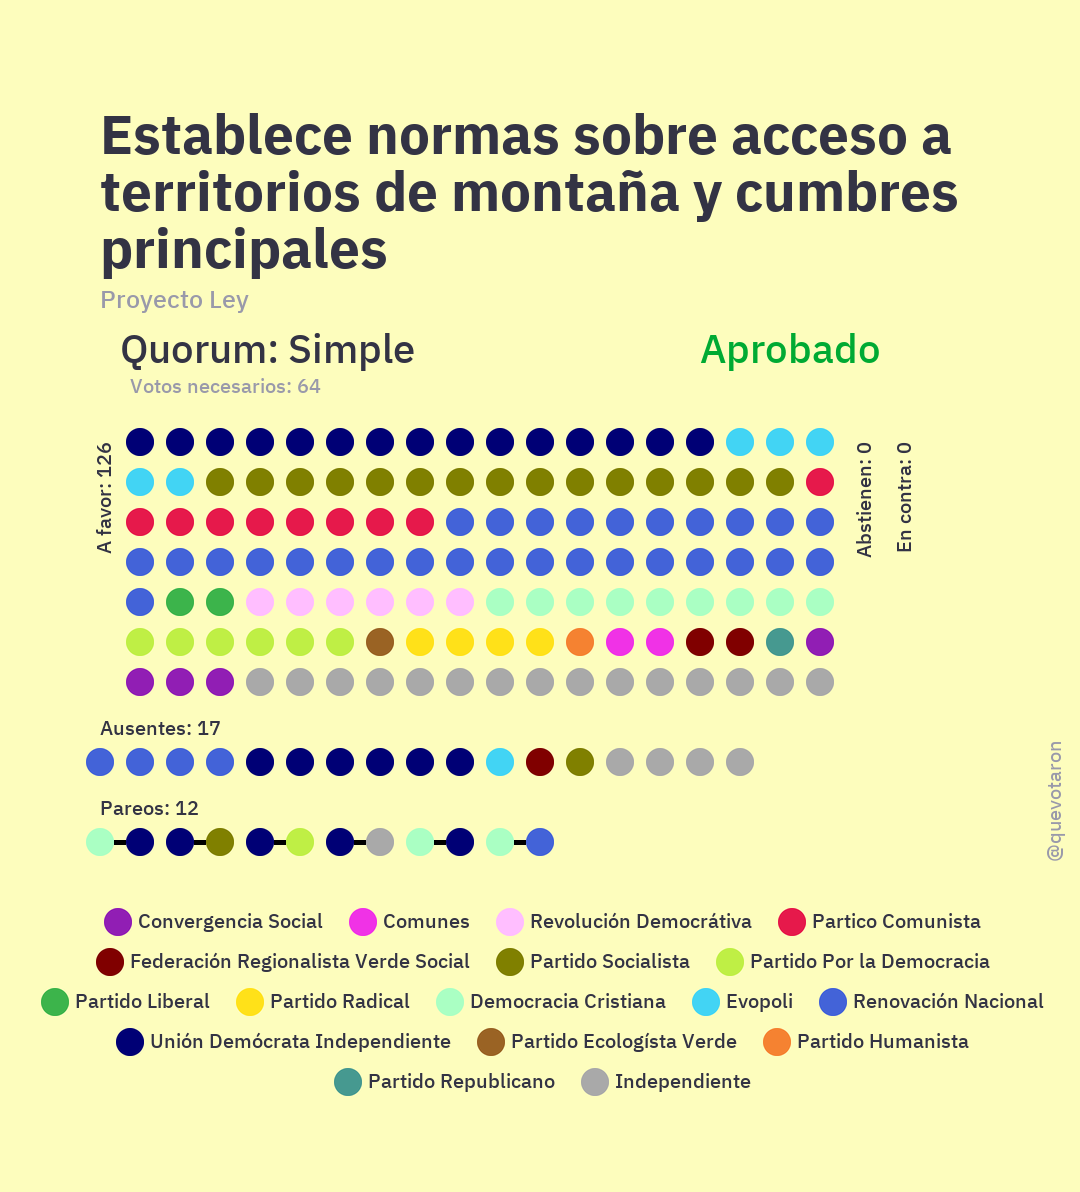 Establece normas sobre acceso a
territorios de montaña y cumbres
principales
Proyecto Ley
Quorum: Simple
Aprobado
Votos necesarios: 64
A favor: 126
Abstienen: 0
En contra: 0
Ausentes: 17
Pareos: 12
@quevotaron
Convergencia Social Comunes Revolución Democrátiva Partico Comunista
Federación Regionalista Verde Social Partido Socialista Partido Por la Democracia
Partido Liberal Partido Radical Democracia Cristiana Evopoli Renovación Nacional
Unión Demócrata Independiente Partido Ecologísta Verde Partido Humanista
Partido Republicano Independiente